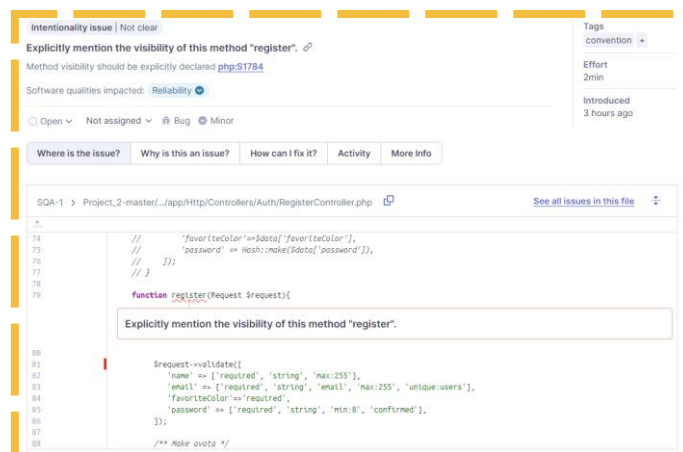 Intentionality issue | Not clear
Explicitly mention the visibility of this method "register".
Method visibility should be explicitly declared php:S1784
Software qualities impacted: Reliability
Open Not assigned Bug Minor
Tags
convention +
Effort
2min
Introduced
3 hours ago
Where is the issue? Why is this an issue? How can I fix it? Activity More Info
SQA-1 > Project_2-master/.../app/Http/Controllers/Auth/RegisterController.php See all issues in this file
74 // 'favoriteColor'=>$data['favoriteColor'],
75 // 'password' => Hash::make($data['password']),
76 // ]);
77 // }
78
79 function register(Request $request){
Explicitly mention the visibility of this method "register".
80
81 $request->validate([
82 'name' => ['required', 'string', 'max:255'],
83 'email' => ['required', 'string', 'email', 'max:255', 'unique:users'],
84 'favoriteColor'=>'required',
85 'password' => ['required', 'string', 'min:8', 'confirmed'],
86 ]);
87
88 /** Make avata */